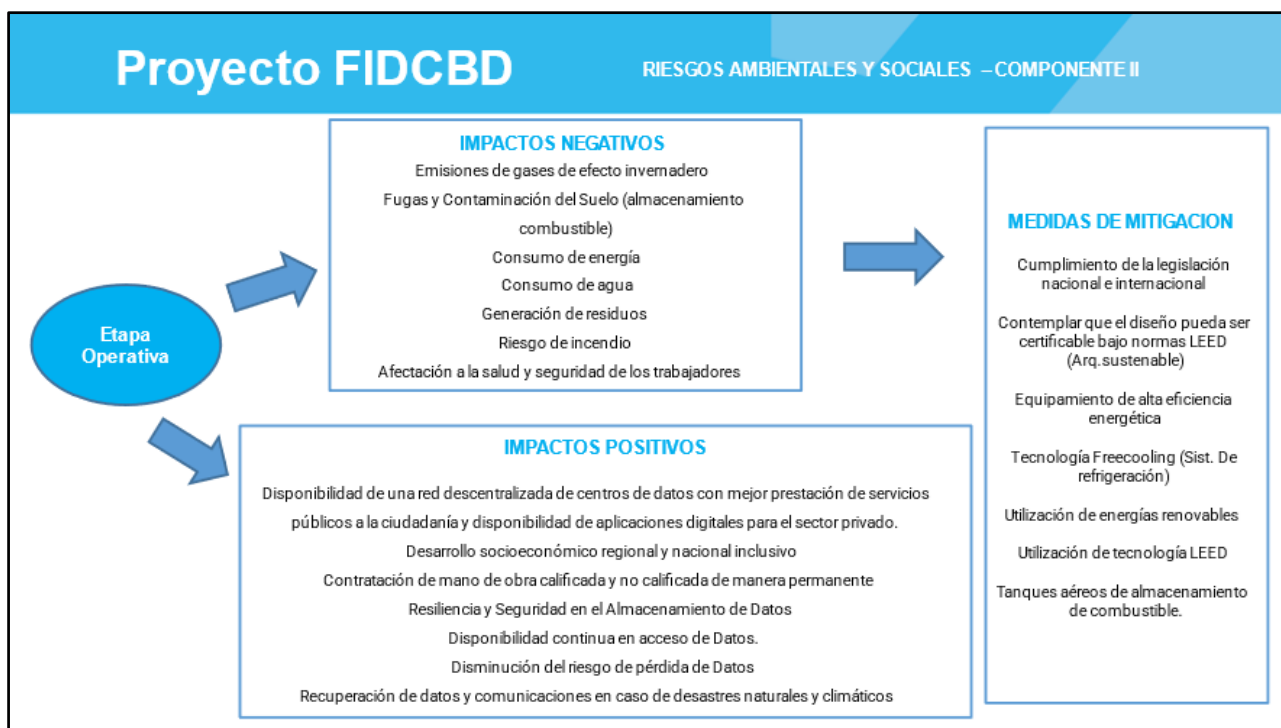 Proyecto FIDCBD
RIESGOS AMBIENTALES Y SOCIALES – COMPONENTE II
Etapa
Operativa
IMPACTOS NEGATIVOS
Emisiones de gases de efecto invernadero
Fugas y Contaminación del Suelo (almacenamiento
combustible)
Consumo de energía
Consumo de agua
Generación de residuos
Riesgo de incendio
Afectación a la salud y seguridad de los trabajadores
IMPACTOS POSITIVOS
Disponibilidad de una red descentralizada de centros de datos con mejor prestación de servicios
públicos a la ciudadanía y disponibilidad de aplicaciones digitales para el sector privado.
Desarrollo socioeconómico regional y nacional inclusivo
Contratación de mano de obra calificada y no calificada de manera permanente
Resiliencia y Seguridad en el Almacenamiento de Datos
Disponibilidad continua en acceso de Datos.
Disminución del riesgo de pérdida de Datos
Recuperación de datos y comunicaciones en caso de desastres naturales y climáticos
MEDIDAS DE MITIGACION
Cumplimiento de la legislación
nacional e internacional
Contemplar que el diseño pueda ser
certificable bajo normas LEED
(Arq.sustenable)
Equipamiento de alta eficiencia
energética
Tecnología Freecooling (Sist. De
refrigeración)
Utilización de energías renovables
Utilización de tecnología LEED
Tanques aéreos de almacenamiento
de combustible.